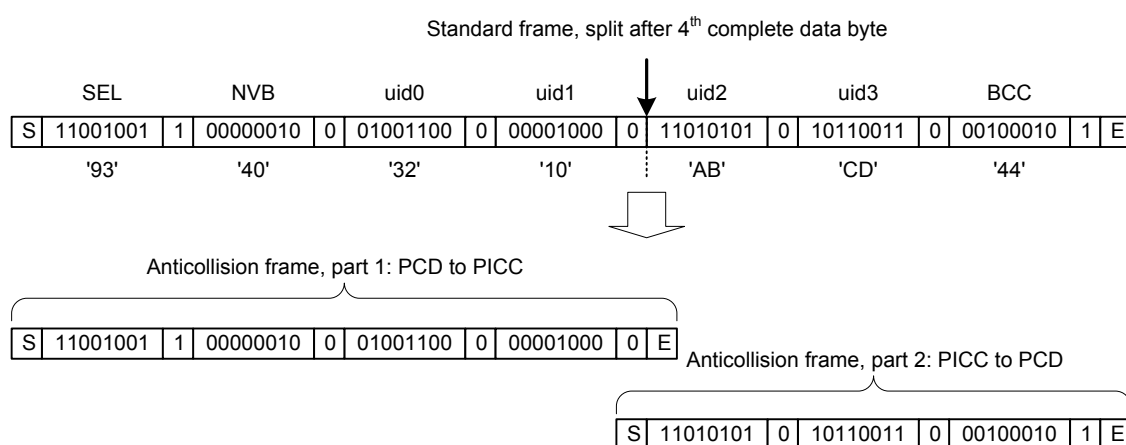 Standard frame, split after 4th complete data byte
SEL NVB uid0 uid1 uid2 uid3 BCC
S 11001001 1 00000010 0 01001100 0 00001000 0 11010101 0 10110011 0 00100010 1 E
'93' '40' '32' '10' 'AB' 'CD' '44'
Anticollision frame, part 1: PCD to PICC
S 11001001 1 00000010 0 01001100 0 00001000 0 E
Anticollision frame, part 2: PICC to PCD
S 11010101 0 10110011 0 00100010 1 E